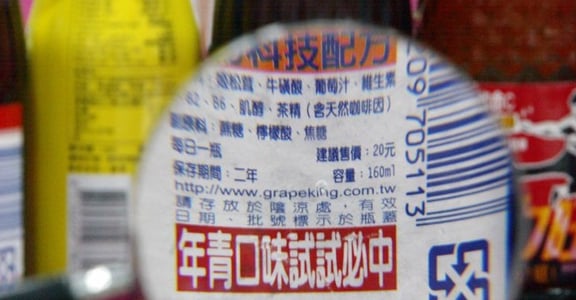 科技配方
姬松茸、牛磺酸、葡萄汁、維生素
B2、B6、肌醇、茶精(含天然咖啡因)
副原料:蔗糖、檸檬酸、焦糖
每日一瓶 建議售價:20元
保存期間:二年 容量:160ml
http://www.grapeking.com.tw
請存放於陰涼處,有效
日期、批號標示於瓶蓋
年青口味試試必中
209705113